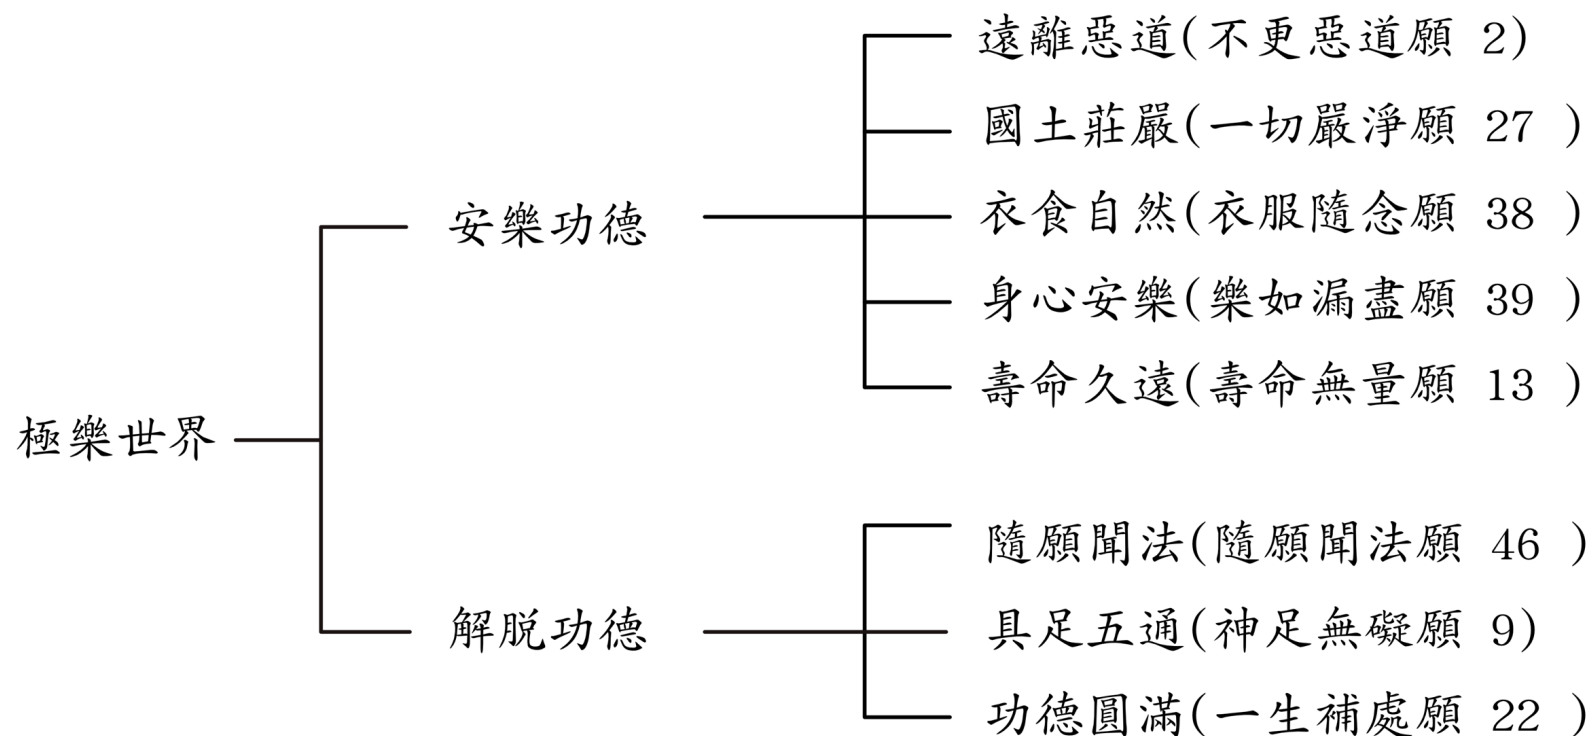 遠離惡道(不更惡道願 2)
國土莊嚴(一切嚴淨願 27 )
安樂功德
衣食自然(衣服隨念願 38 )
身心安樂(樂如漏盡願 39 )
壽命久遠(壽命無量願 13 )
極樂世界
隨願聞法(隨願聞法願 46 )
解脱功德
具足五通(神足無礙願 9)
功德圓滿(一生補處願 22 )